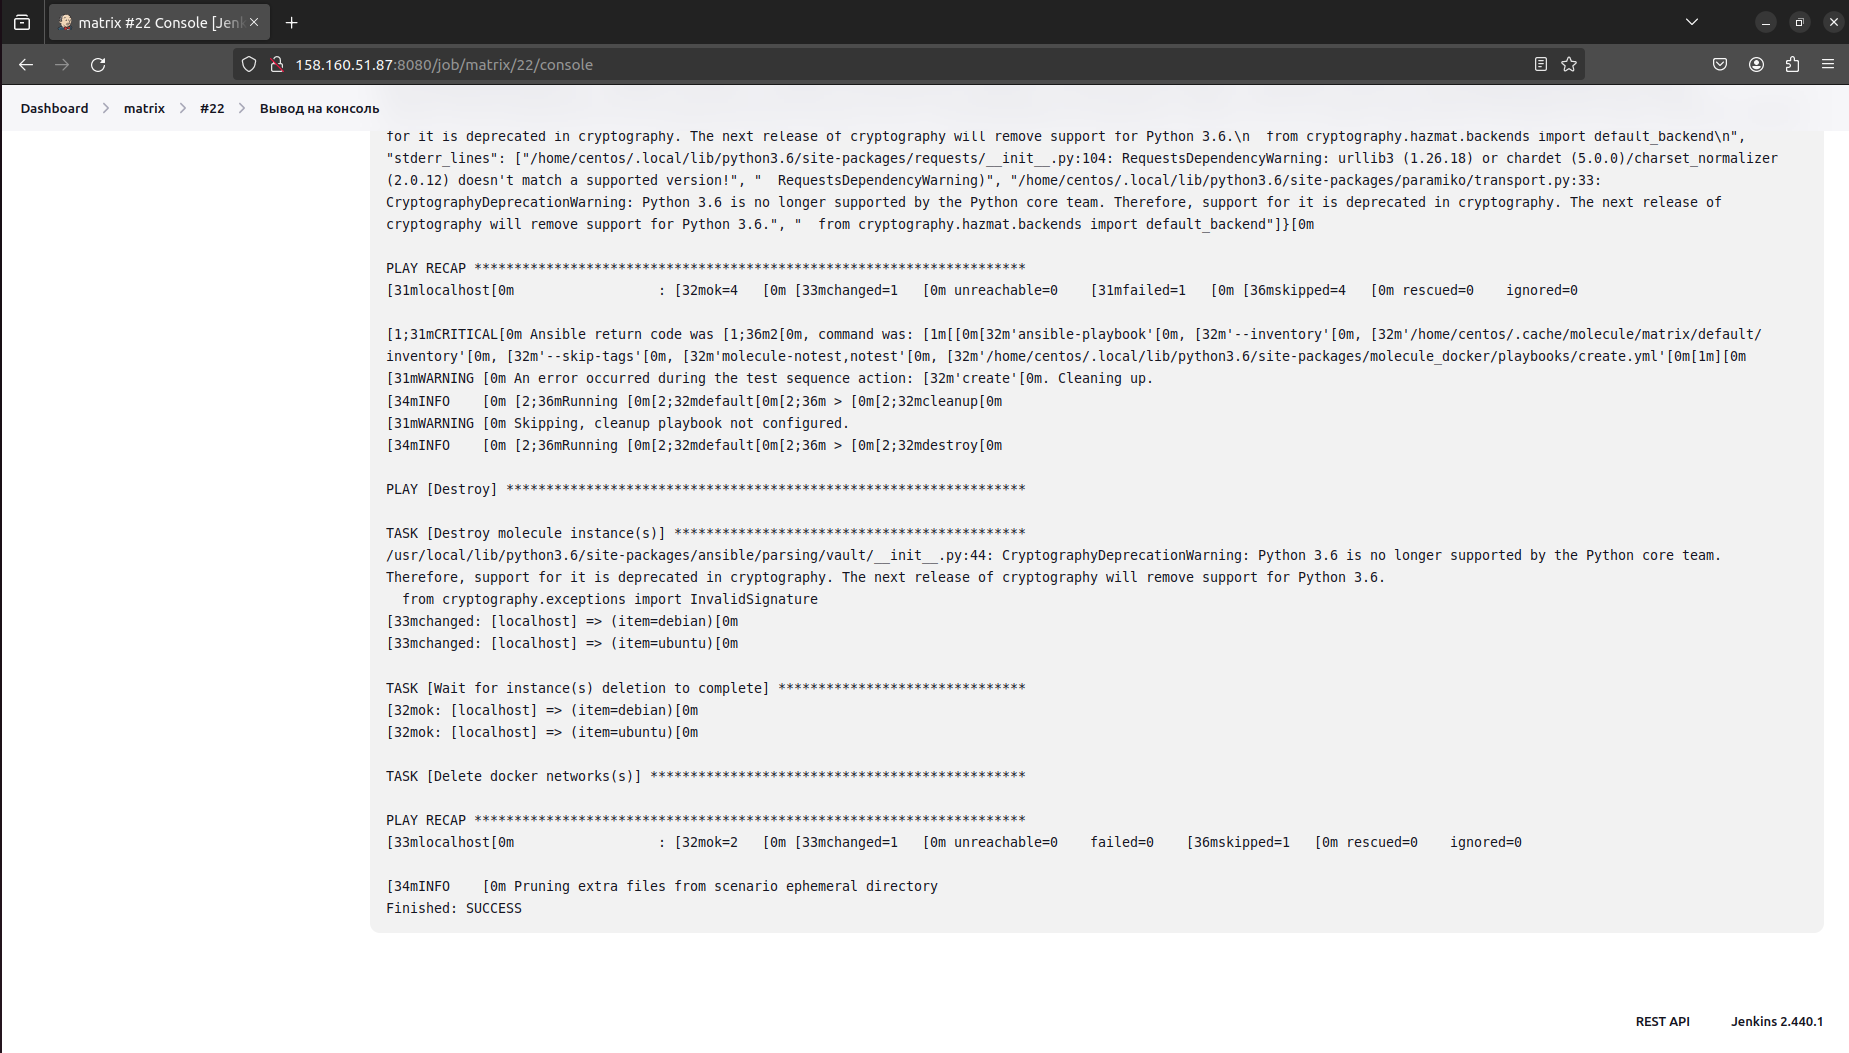 matrix #22 Console [Jenk
158.160.51.87:8080/job/matrix/22/console
Dashboard
matrix
#22
Вывод на консоль
for it is deprecated in cryptography. The next release of cryptography will remove support for Python 3.6.\n  from cryptography.hazmat.backends import default_backend\n",
"stderr_lines": ["/home/centos/.local/lib/python3.6/site-packages/requests/__init__.py:104: RequestsDependencyWarning: urllib3 (1.26.18) or chardet (5.0.0)/charset_normalizer
(2.0.12) doesn't match a supported version!", "  RequestsDependencyWarning)", "/home/centos/.local/lib/python3.6/site-packages/paramiko/transport.py:33:
CryptographyDeprecationWarning: Python 3.6 is no longer supported by the Python core team. Therefore, support for it is deprecated in cryptography. The next release of
cryptography will remove support for Python 3.6.", "  from cryptography.hazmat.backends import default_backend"]}[0m
PLAY RECAP *********************************************************************
[31mlocalhost[0m                  : [32mok=4   [0m [33mchanged=1   [0m unreachable=0    [31mfailed=1   [0m [36mskipped=4   [0m rescued=0    ignored=0
[1;31mCRITICAL[0m Ansible return code was [1;36m2[0m, command was: [1m[[0m[32m'ansible-playbook'[0m, [32m'--inventory'[0m, [32m'/home/centos/.cache/molecule/matrix/default/
inventory'[0m, [32m'--skip-tags'[0m, [32m'molecule-notest,notest'[0m, [32m'/home/centos/.local/lib/python3.6/site-packages/molecule_docker/playbooks/create.yml'[0m[1m][0m
[31mWARNING [0m An error occurred during the test sequence action: [32m'create'[0m. Cleaning up.
[34mINFO    [0m [2;36mRunning [0m[2;32mdefault[0m[2;36m > [0m[2;32mcleanup[0m
[31mWARNING [0m Skipping, cleanup playbook not configured.
[34mINFO    [0m [2;36mRunning [0m[2;32mdefault[0m[2;36m > [0m[2;32mdestroy[0m
PLAY [Destroy] *****************************************************************
TASK [Destroy molecule instance(s)] ********************************************
/usr/local/lib/python3.6/site-packages/ansible/parsing/vault/__init__.py:44: CryptographyDeprecationWarning: Python 3.6 is no longer supported by the Python core team.
Therefore, support for it is deprecated in cryptography. The next release of cryptography will remove support for Python 3.6.
  from cryptography.exceptions import InvalidSignature
[33mchanged: [localhost] => (item=debian)[0m
[33mchanged: [localhost] => (item=ubuntu)[0m
TASK [Wait for instance(s) deletion to complete] *******************************
[32mok: [localhost] => (item=debian)[0m
[32mok: [localhost] => (item=ubuntu)[0m
TASK [Delete docker networks(s)] ***********************************************
PLAY RECAP *********************************************************************
[33mlocalhost[0m                  : [32mok=2   [0m [33mchanged=1   [0m unreachable=0    failed=0    [36mskipped=1   [0m rescued=0    ignored=0
[34mINFO    [0m Pruning extra files from scenario ephemeral directory
Finished: SUCCESS
REST API
Jenkins 2.440.1